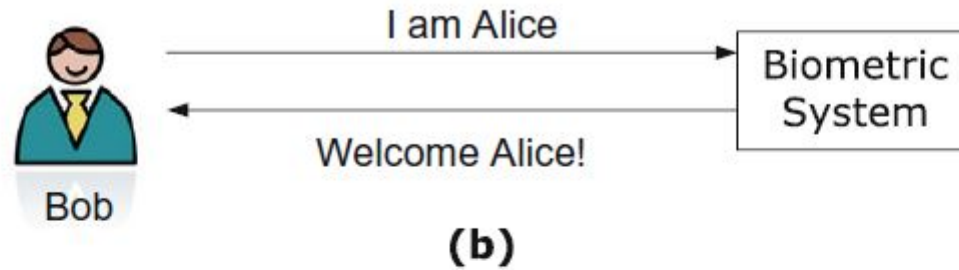 I am Alice
Biometric
System
Welcome Alice!
Bob
(b)